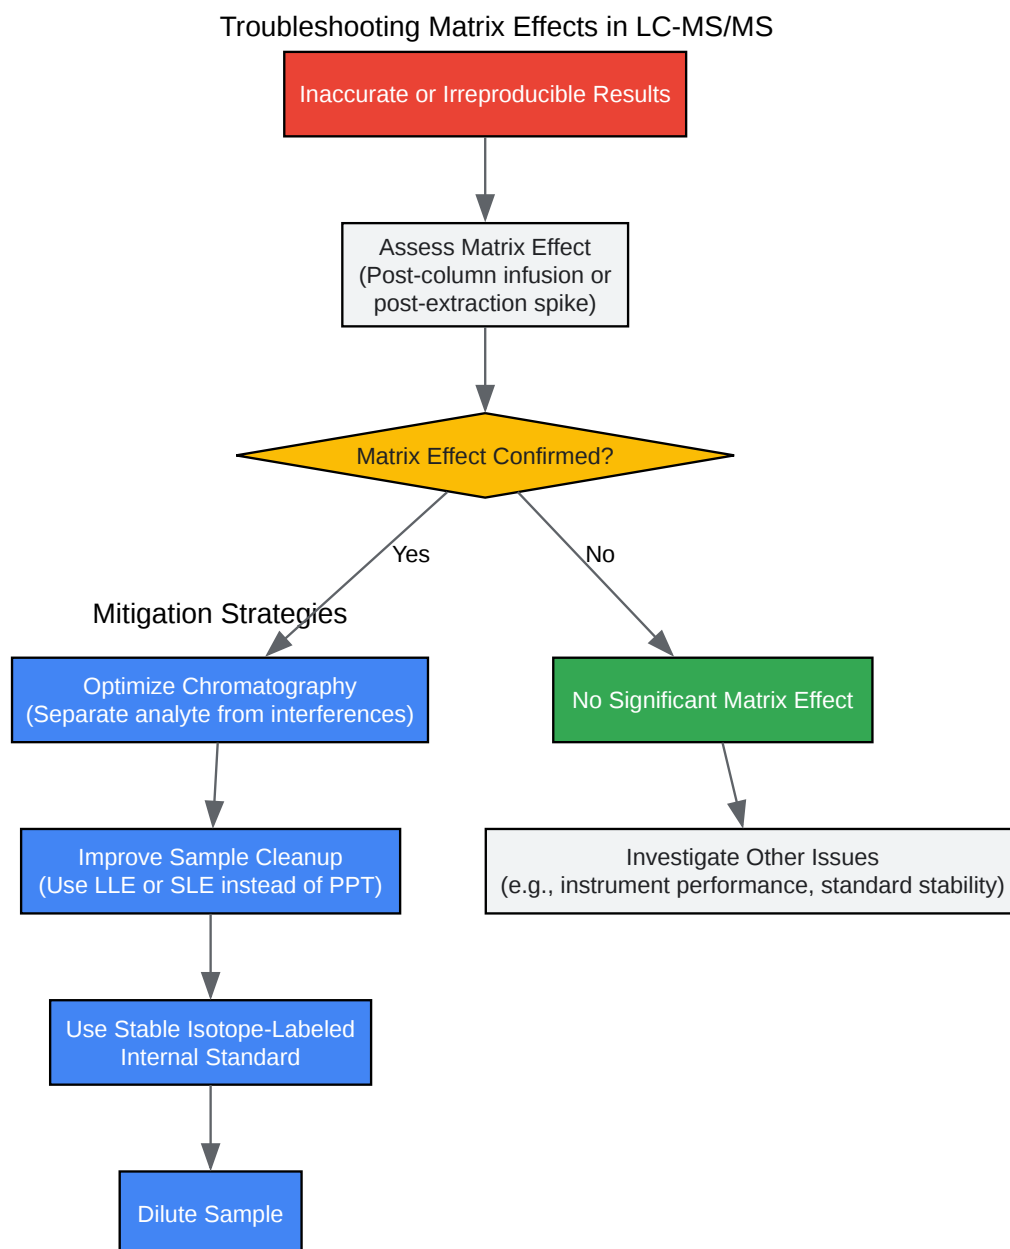 Troubleshooting Matrix Effects in LC-MS/MS
Inaccurate or Irreproducible Results
Assess Matrix Effect
(Post-column infusion or
post-extraction spike)
Matrix Effect Confirmed?
Yes
No
Mitigation Strategies
Optimize Chromatography
(Separate analyte from interferences)
No Significant Matrix Effect
Improve Sample Cleanup
(Use LLE or SLE instead of PPT)
Investigate Other Issues
(e.g., instrument performance, standard stability)
Use Stable Isotope-Labeled
Internal Standard
Dilute Sample